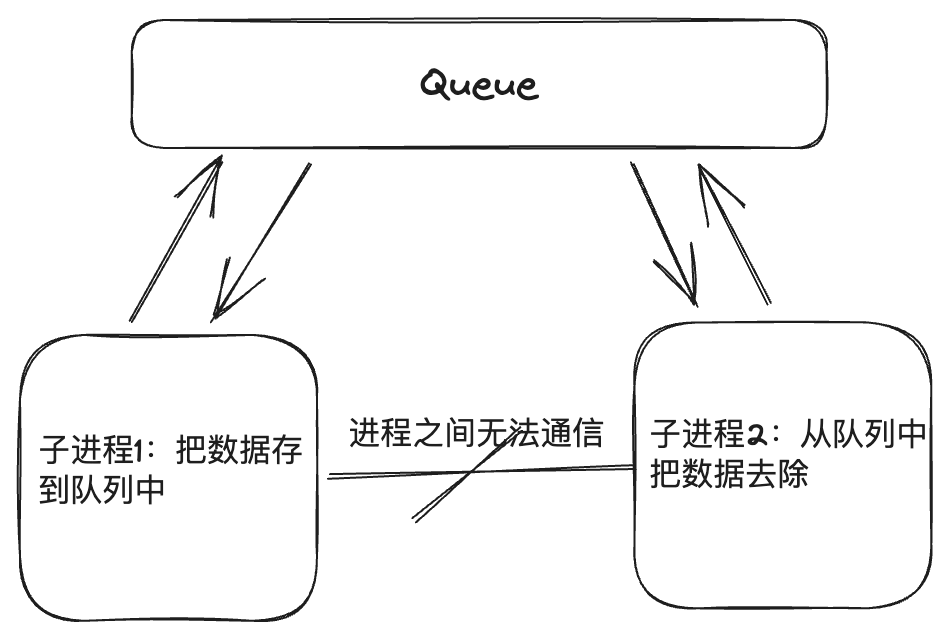 Queue
进程之间无法通信
子进程1：把数据存
到队列中
子进程2：从队列中
把数据去除